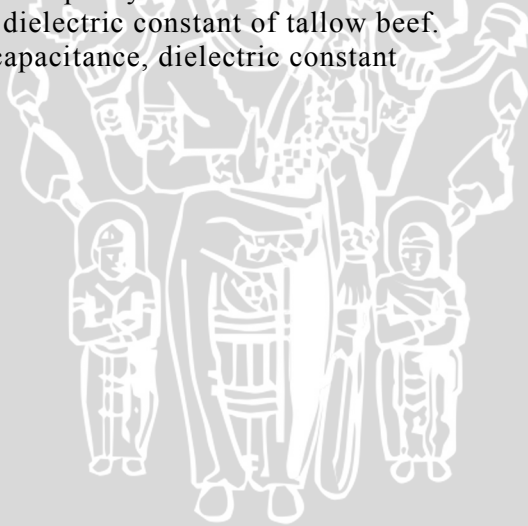 dielectric constant of tallow beef.
capacitance, dielectric constant